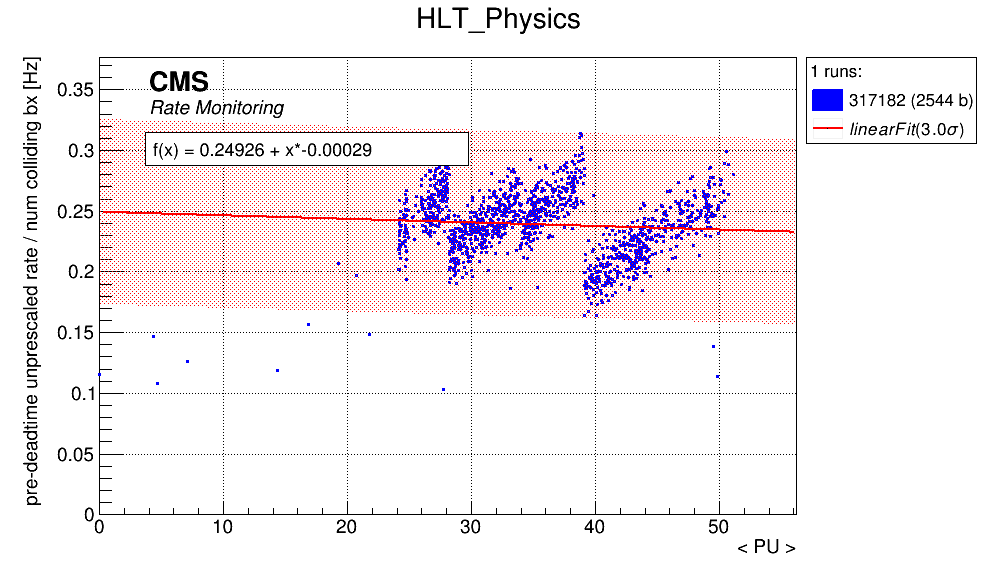 HLT_Physics
pre-deadtime unprescaled rate / num colliding bx [Hz]
CMS
Rate Monitoring
f(x) = 0.24926 + x*-0.00029
0.35
0.3
0.25
0.2
0.15
0.1
0.05
0
0 10 20 30 40 50
< PU >
1 runs:
317182 (2544 b)
linearFit(3.0σ)